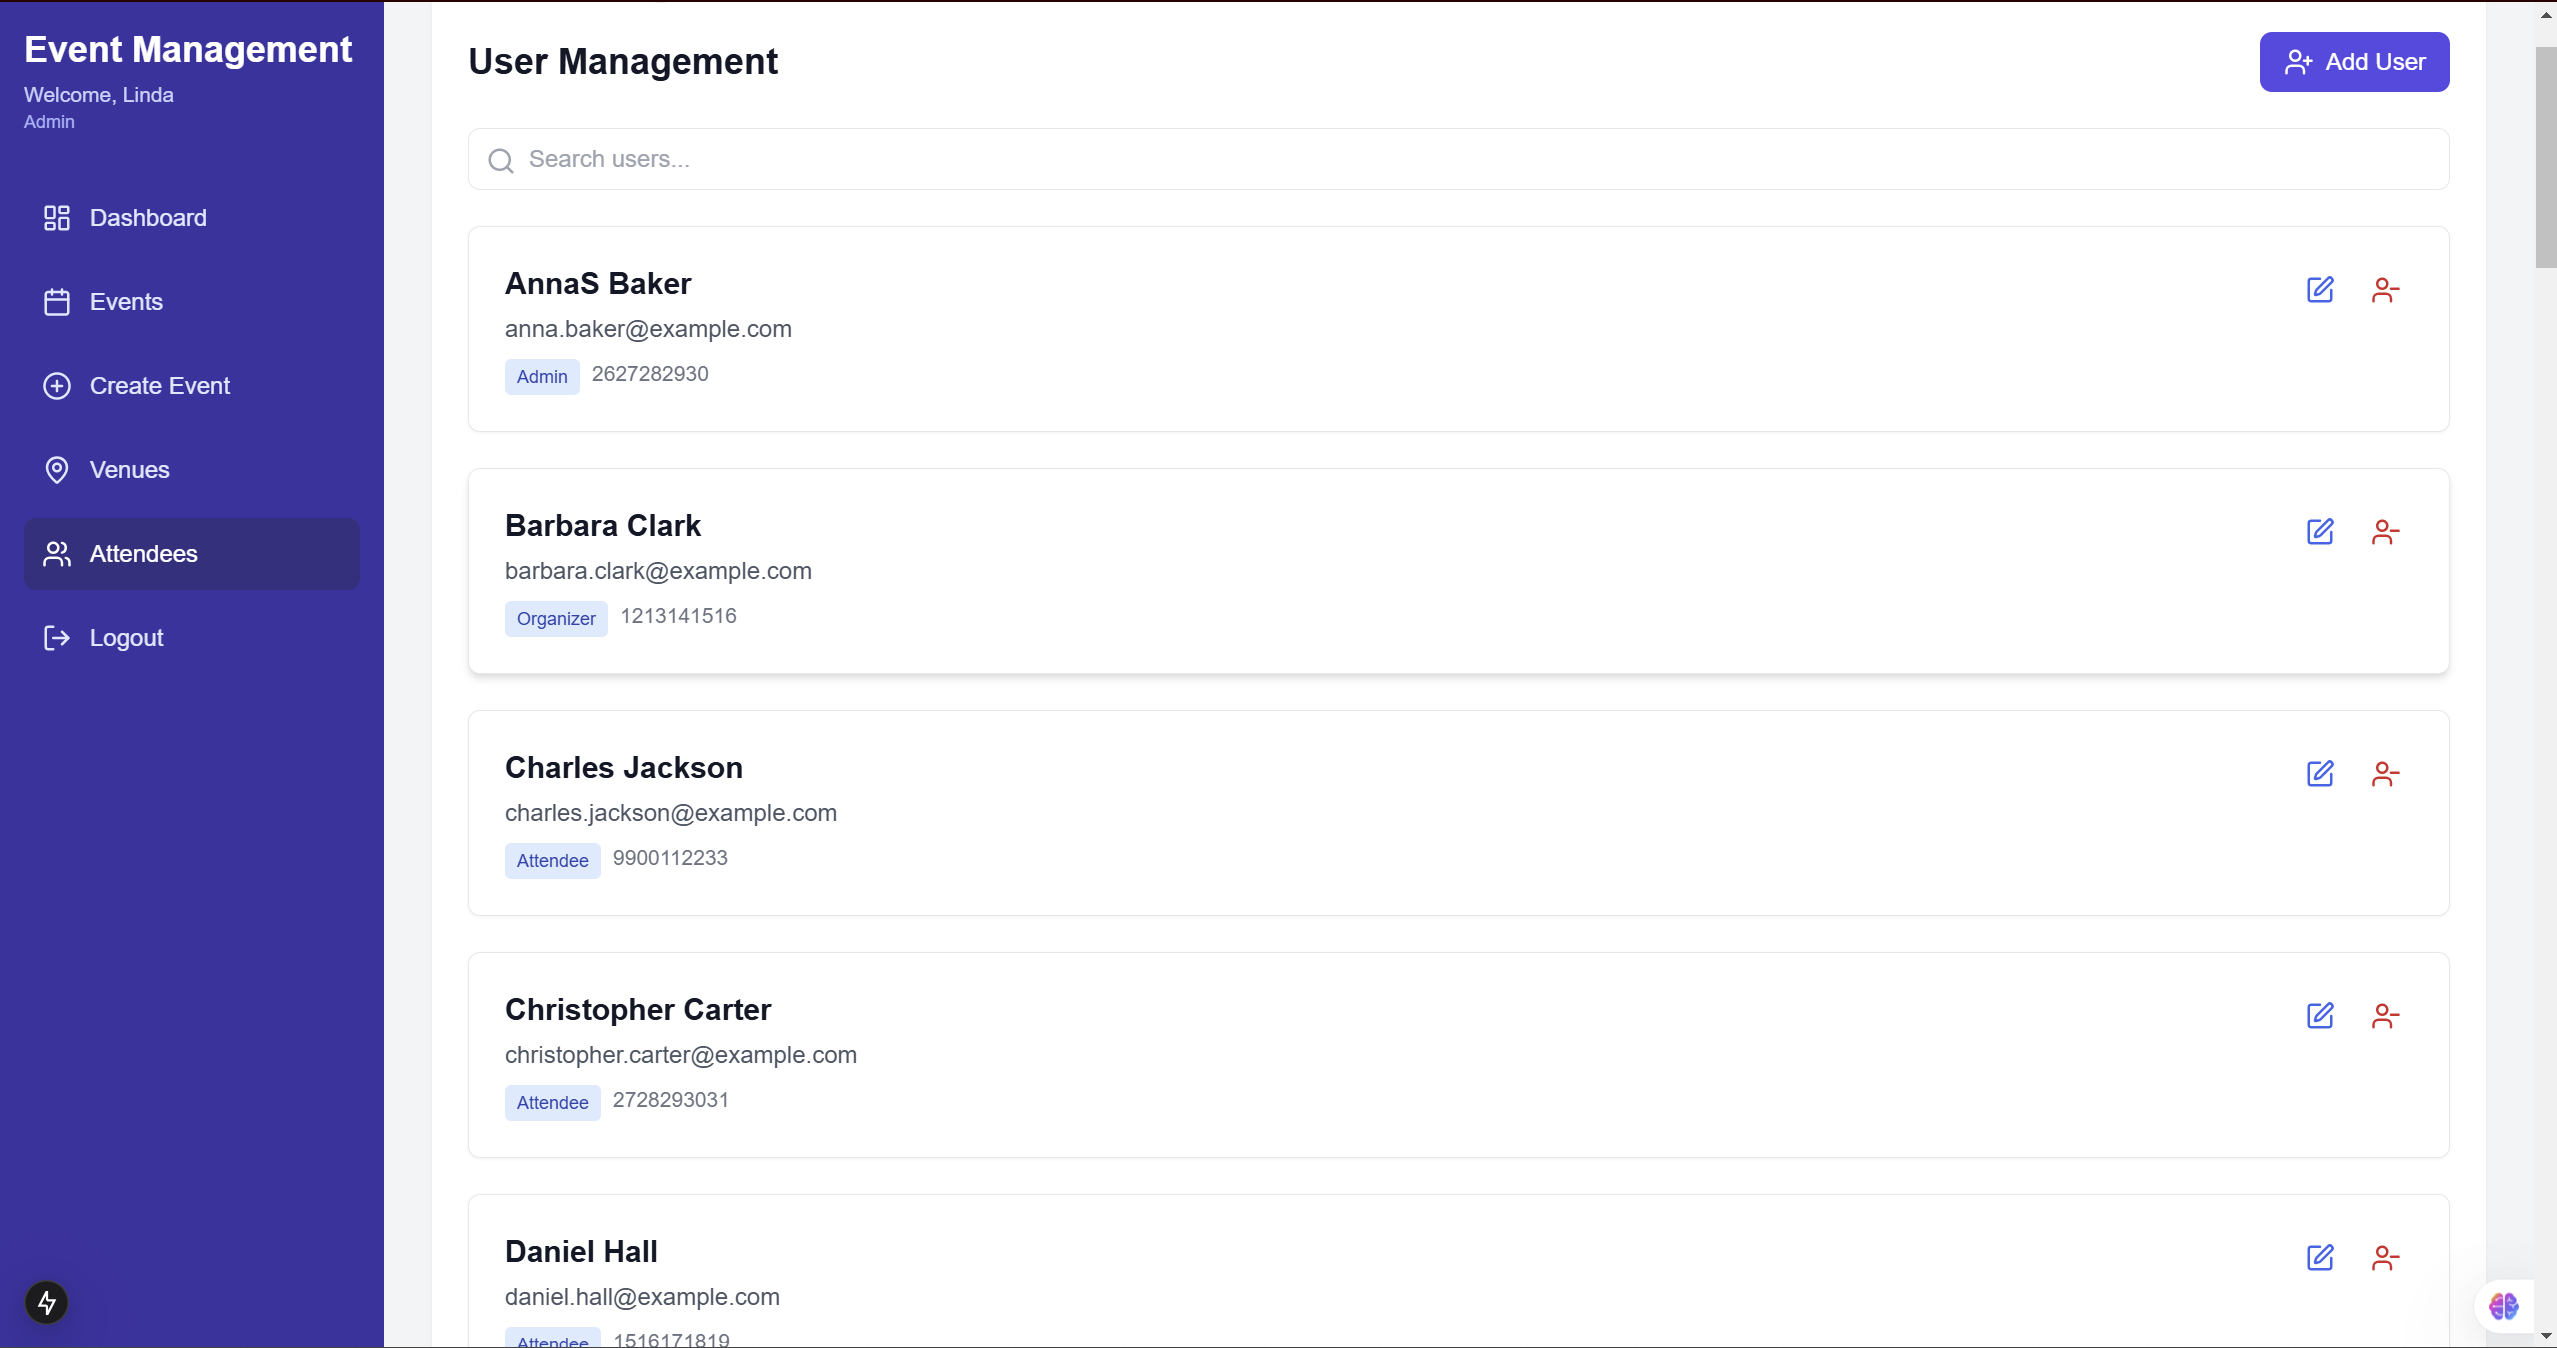 Event Management
Welcome, Linda
Admin
Dashboard
Events
Create Event
Venues
Attendees
Logout
User Management
Add User
Search users...
AnnaS Baker
anna.baker@example.com
Admin 2627282930
Barbara Clark
barbara.clark@example.com
Organizer 1213141516
Charles Jackson
charles.jackson@example.com
Attendee 9900112233
Christopher Carter
christopher.carter@example.com
Attendee 2728293031
Daniel Hall
daniel.hall@example.com
Attendee 1516171819